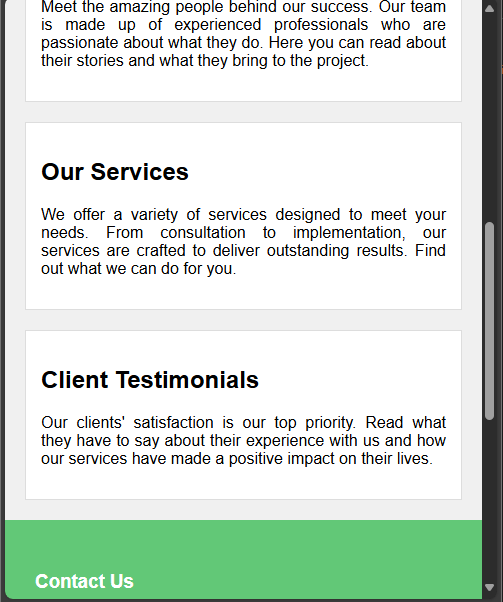 Meet the amazing people behind our success. Our team
is made up of experienced professionals who are
passionate about what they do. Here you can read about
their stories and what they bring to the project.
Our Services
We offer a variety of services designed to meet your
needs. From consultation to implementation, our
services are crafted to deliver outstanding results. Find
out what we can do for you.
Client Testimonials
Our clients' satisfaction is our top priority. Read what
they have to say about their experience with us and how
our services have made a positive impact on their lives.
Contact Us